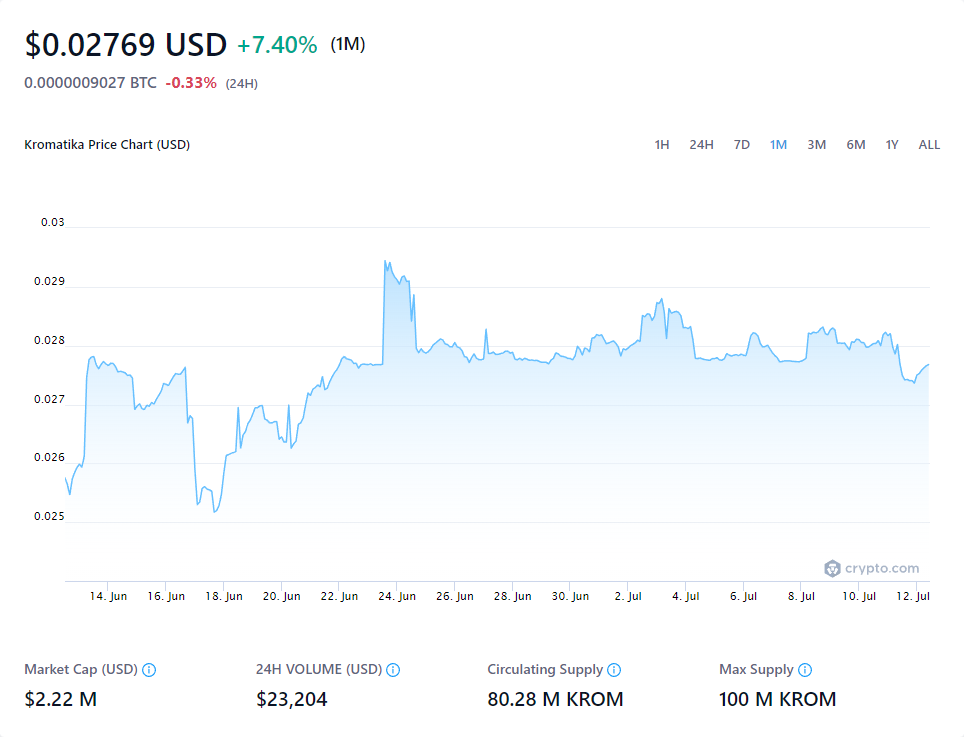 $0.02769 USD +7.40% (1M)
0.0000009027 BTC -0.33% (24H)
Kromatika Price Chart (USD) 1H 24H 7D 1M 3M 6M 1Y ALL
0.03
0.029
0.028
0.027
0.026
0.025
crypto.com
14. Jun 16. Jun 18. Jun 20. Jun 22. Jun 24. Jun 26. Jun 28. Jun 30. Jun 2. Jul 4. Jul 6. Jul 8. Jul 10. Jul 12. Jul
Market Cap (USD) 24H VOLUME (USD) Circulating Supply Max Supply
$2.22 M $23,204 80.28 M KROM 100 M KROM